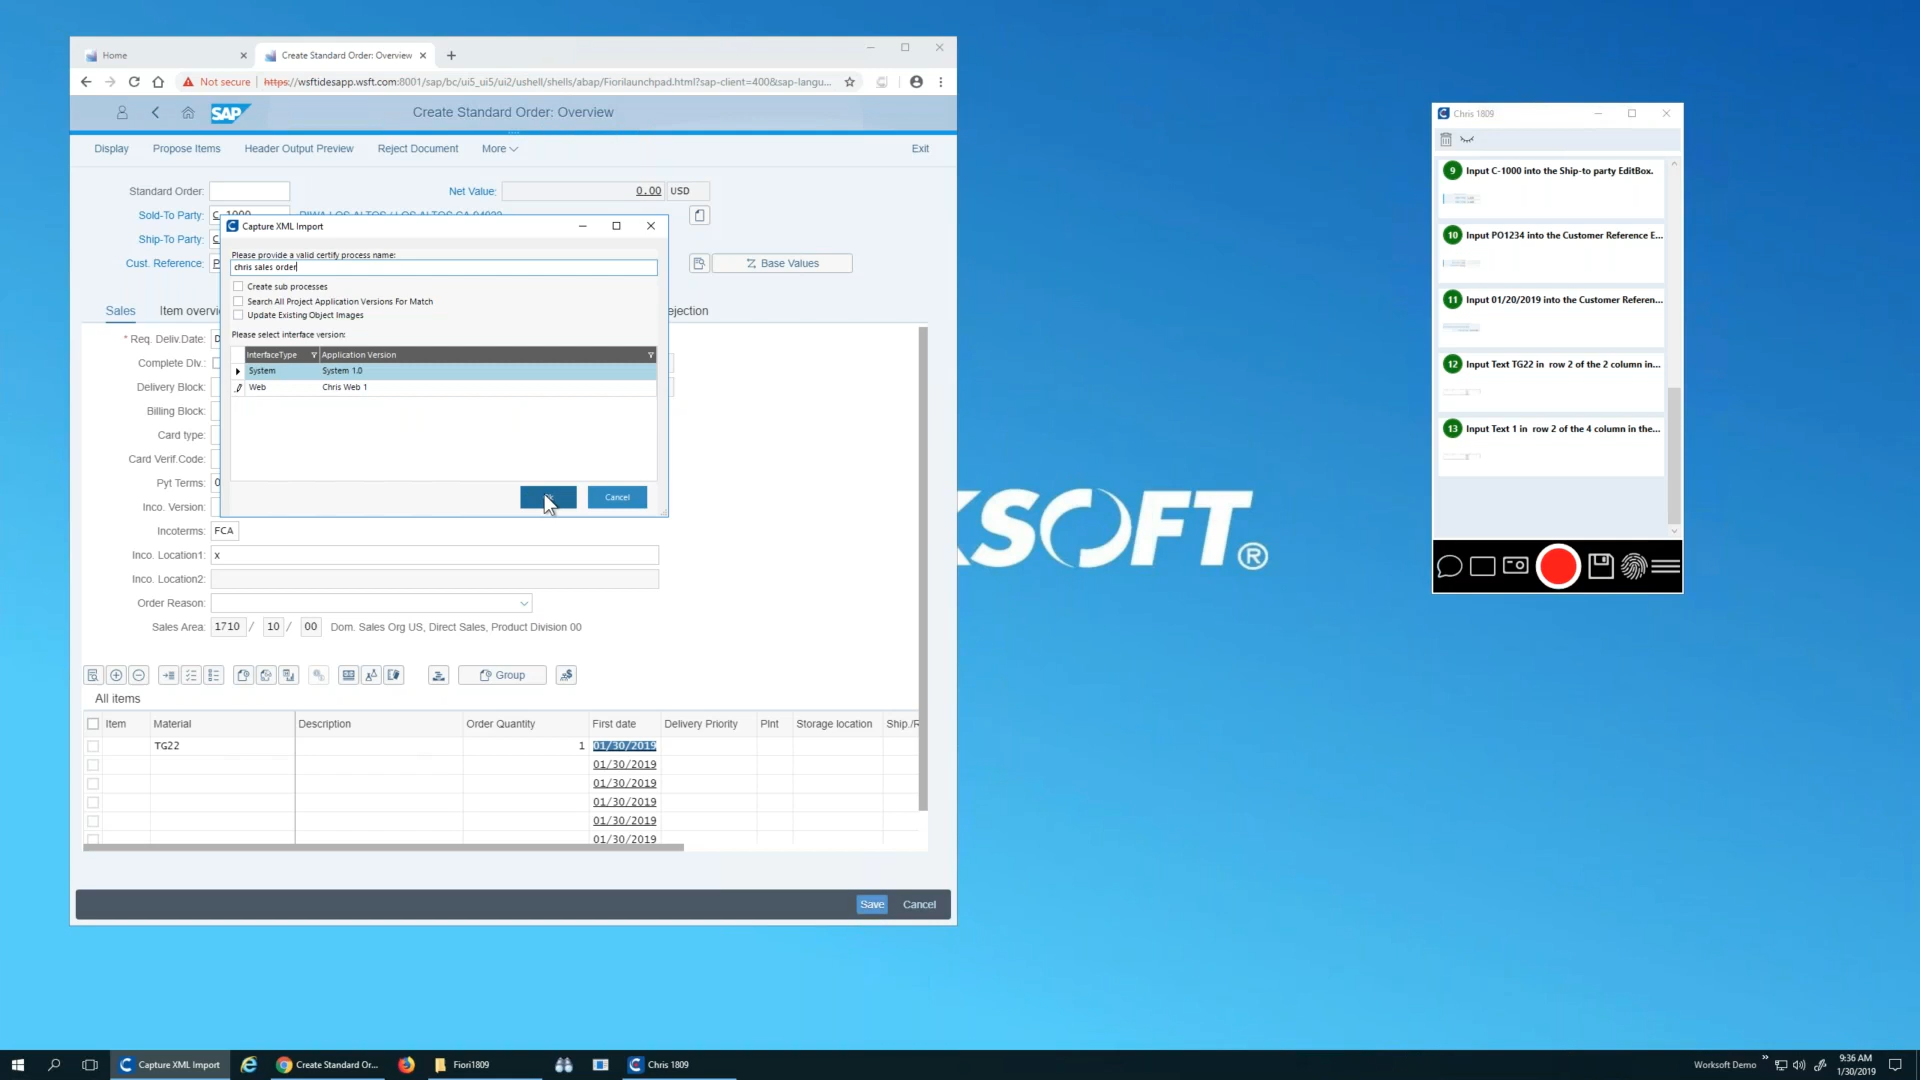 Home
Create Standard Order: Overview
Not secure
https://wsftidesapp.wsft.com:8001/sap/bc/ui5_ui5/ui2/ushell/shells/abap/Fiorilaunchpad.html?sap-client=400&sap-langu...
SAP
Create Standard Order: Overview
Display
Propose Items
Header Output Preview
Reject Document
More
Exit
Standard Order:
Net Value:
0.00
USD
Sold-To Party:
Ship-To Party:
Cust. Reference:
Base Values
Capture XML Import
Please provide a valid certify process name:
chris sales order
Create sub processes
Search All Project Application Versions For Match
Update Existing Object Images
Please select interface version:
InterfaceType
Application Version
System
System 1.0
Web
Chris Web 1
Cancel
Sales
Item overvi
ejection
* Req. Deliv.Date:
D
Complete Dlv.:
Delivery Block:
Billing Block:
Card type:
Card Verif.Code:
Pyt Terms:
0
Inco. Version:
Incoterms:
FCA
Inco. Location1:
x
Inco. Location2:
Order Reason:
Sales Area:
1710 / 10 / 00
Dom. Sales Org US, Direct Sales, Product Division 00
Group
All items
Item
Material
Description
Order Quantity
First date
Delivery Priority
Plnt
Storage location
Ship./R
TG22
1
01/30/2019
01/30/2019
01/30/2019
01/30/2019
01/30/2019
01/30/2019
Save
Cancel
KSOFT®
Chris 1809
9 Input C-1000 into the Ship-to party EditBox.
10 Input PO1234 into the Customer Reference E...
11 Input 01/20/2019 into the Customer Referen...
12 Input Text TG22 in row 2 of the 2 column in...
13 Input Text 1 in row 2 of the 4 column in the...
Capture XML Import
Create Standard Or...
Fiori1809
Chris 1809
Worksoft Demo
9:36 AM
1/30/2019